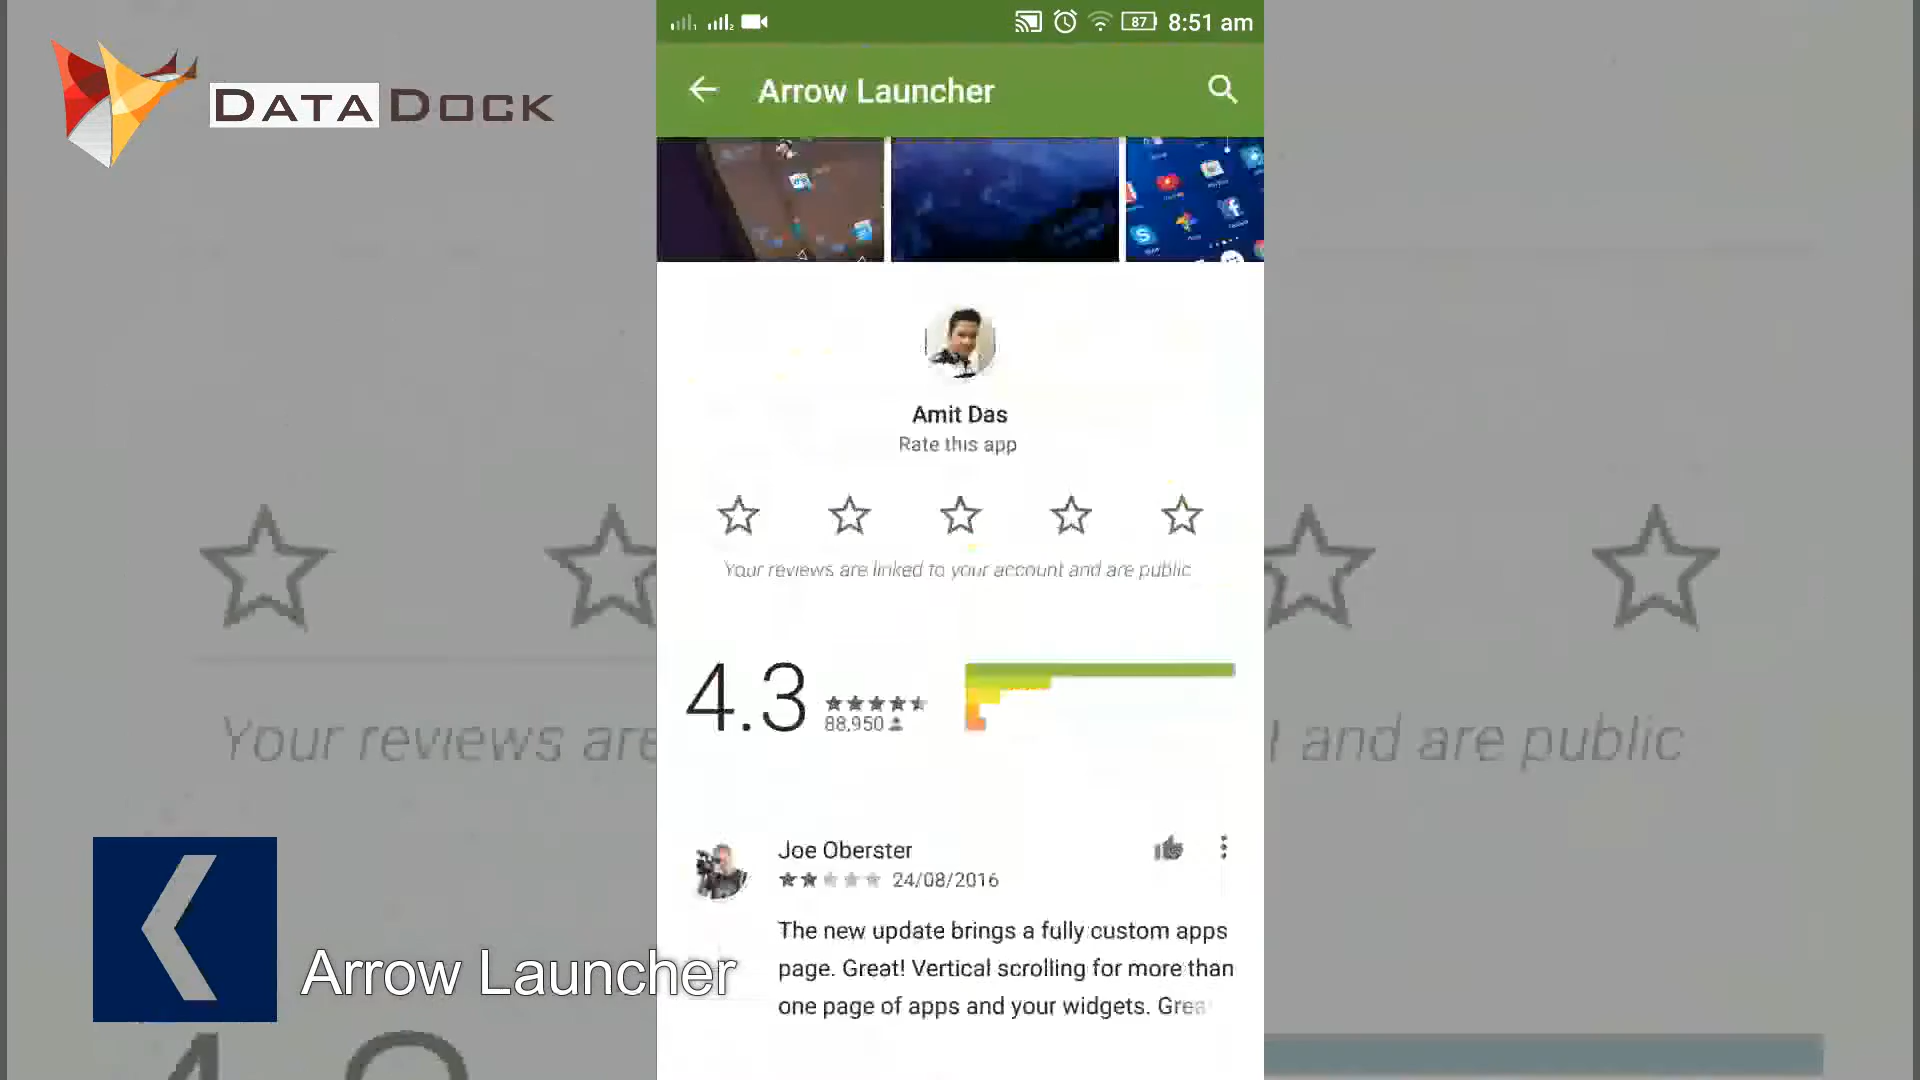 DATA DOCK
87 8:51 am
Arrow Launcher
Amit Das
Rate this app
Your reviews are linked to your account and are public
4.3
88,950
Joe Oberster
24/08/2016
The new update brings a fully custom apps
page. Great! Vertical scrolling for more than
one page of apps and your widgets. Grea
Your reviews are
and are public
Arrow Launcher